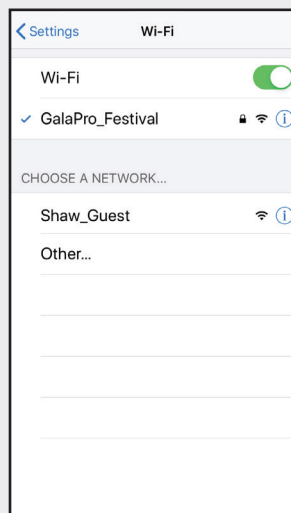 Settings Wi-Fi
Wi-Fi
GalaPro_Festival
CHOOSE A NETWORK...
Shaw_Guest
Other...